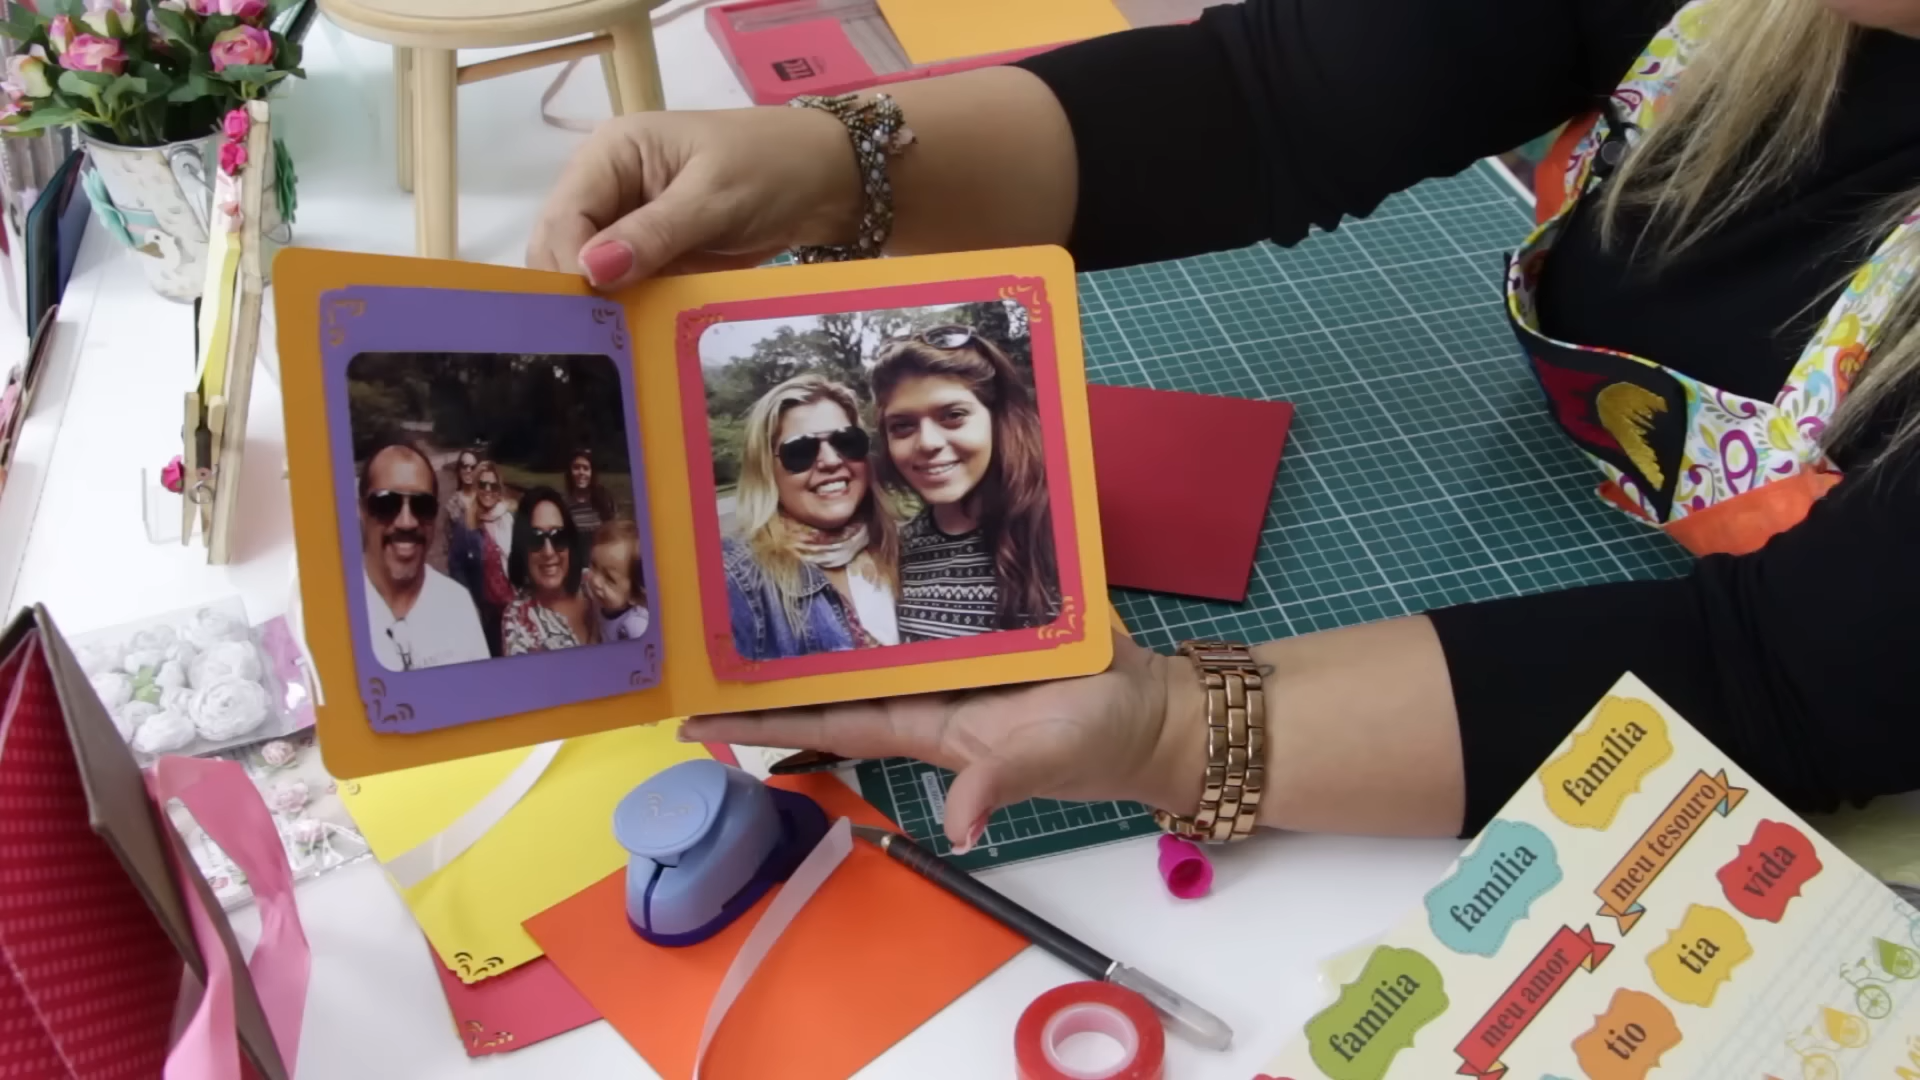 família
meu tesouro
família
vida
tia
família
meu amor
tio